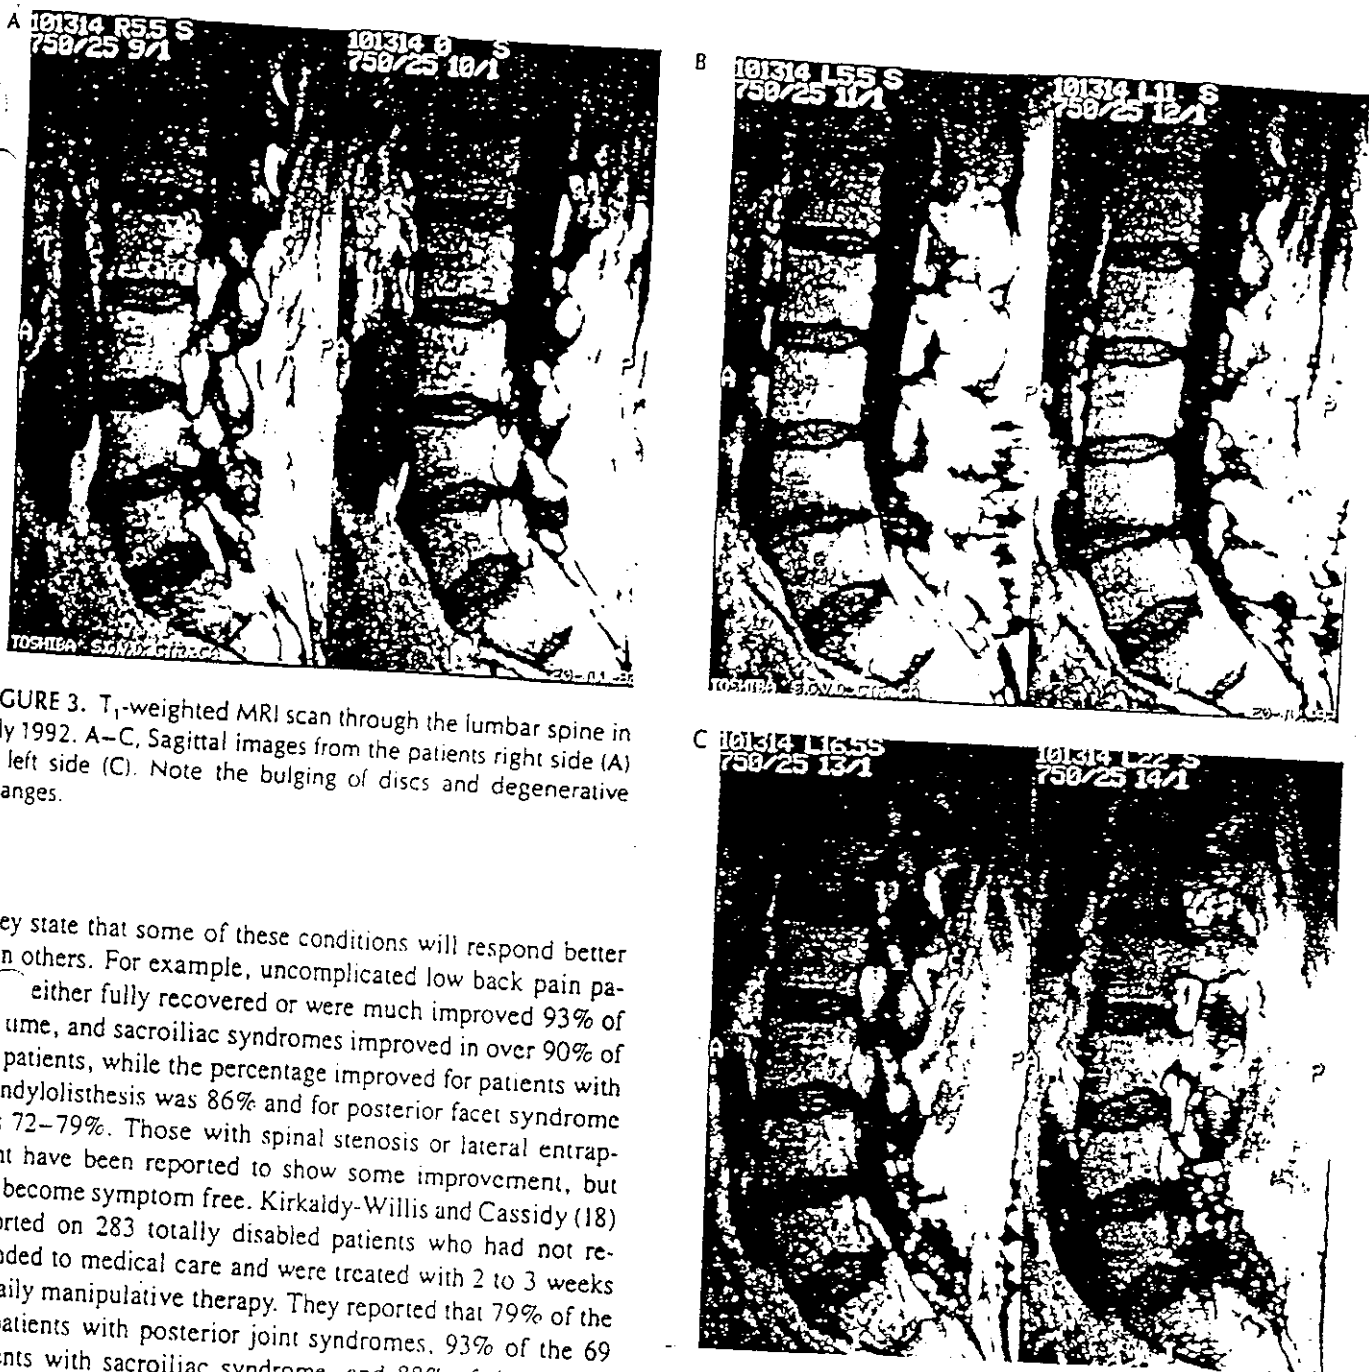 A
101314 R5.5 S
750/25 9/1
101314 0 S
750/25 10/1
A
PA
P
TOSHIBA
B
101314 L5.5 S
750/25 11/1
101314 L11 S
750/25 12/1
A
PA
P
TOSHIBA
GURE 3. T₁-weighted MRI scan through the lumbar spine in
ly 1992. A–C, Sagittal images from the patients right side (A)
left side (C). Note the bulging of discs and degenerative
anges.
C
101314 L16.5S
750/25 13/1
101314 L22 S
750/25 14/1
A
PA
P
ey state that some of these conditions will respond better
n others. For example, uncomplicated low back pain pa-
either fully recovered or were much improved 93% of
time, and sacroiliac syndromes improved in over 90% of
patients, while the percentage improved for patients with
ndylolisthesis was 86% and for posterior facet syndrome
s 72–79%. Those with spinal stenosis or lateral entrap-
nt have been reported to show some improvement, but
become symptom free. Kirkaldy-Willis and Cassidy (18)
orted on 283 totally disabled patients who had not re-
nded to medical care and were treated with 2 to 3 weeks
aily manipulative therapy. They reported that 79% of the
patients with posterior joint syndromes, 93% of the 69
ents with sacroiliac syndrome, and 88% of